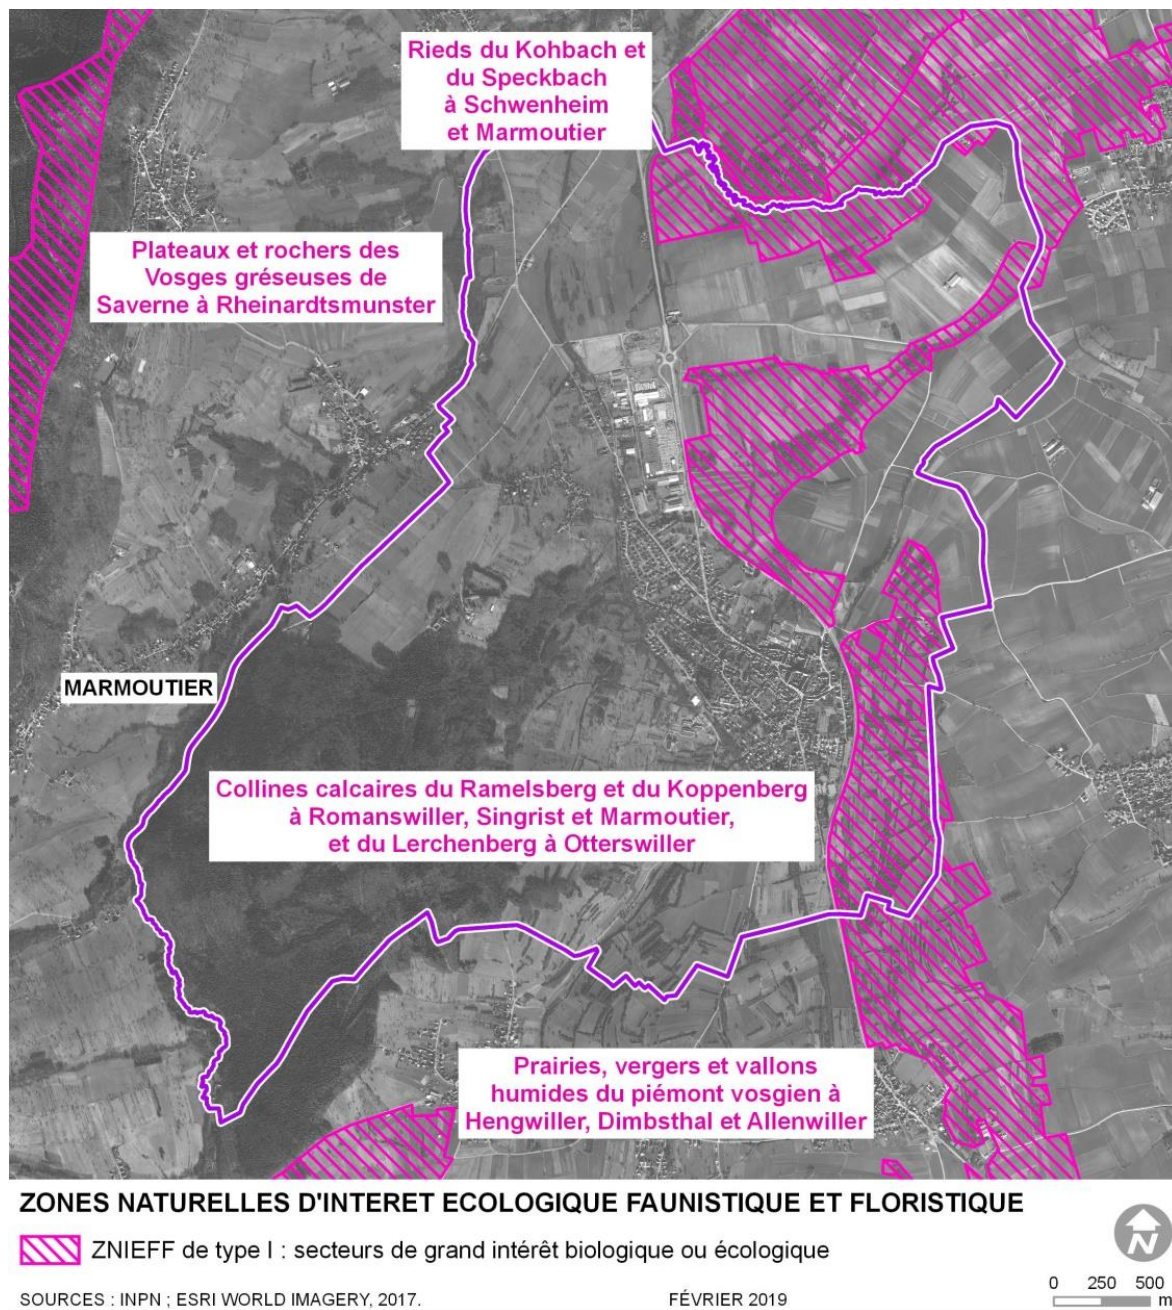 Rieds du Kohbach et
du Speckbach
à Schwenheim
et Marmoutier
Plateaux et rochers des
Vosges gréseuses de
Saverne à Rheinardtsmunster
MARMOUTIER
Collines calcaires du Ramelsberg et du Koppenberg
à Romanswiller, Singrist et Marmoutier,
et du Lerchenberg à Otterswiller
Prairies, vergers et vallons
humides du piémont vosgien à
Hengwiller, Dimbsthal et Allenwiller
ZONES NATURELLES D'INTERET ECOLOGIQUE FAUNISTIQUE ET FLORISTIQUE
ZNIEFF de type I : secteurs de grand intérêt biologique ou écologique
N
0 250 500
m
SOURCES : INPN ; ESRI WORLD IMAGERY, 2017.
FÉVRIER 2019